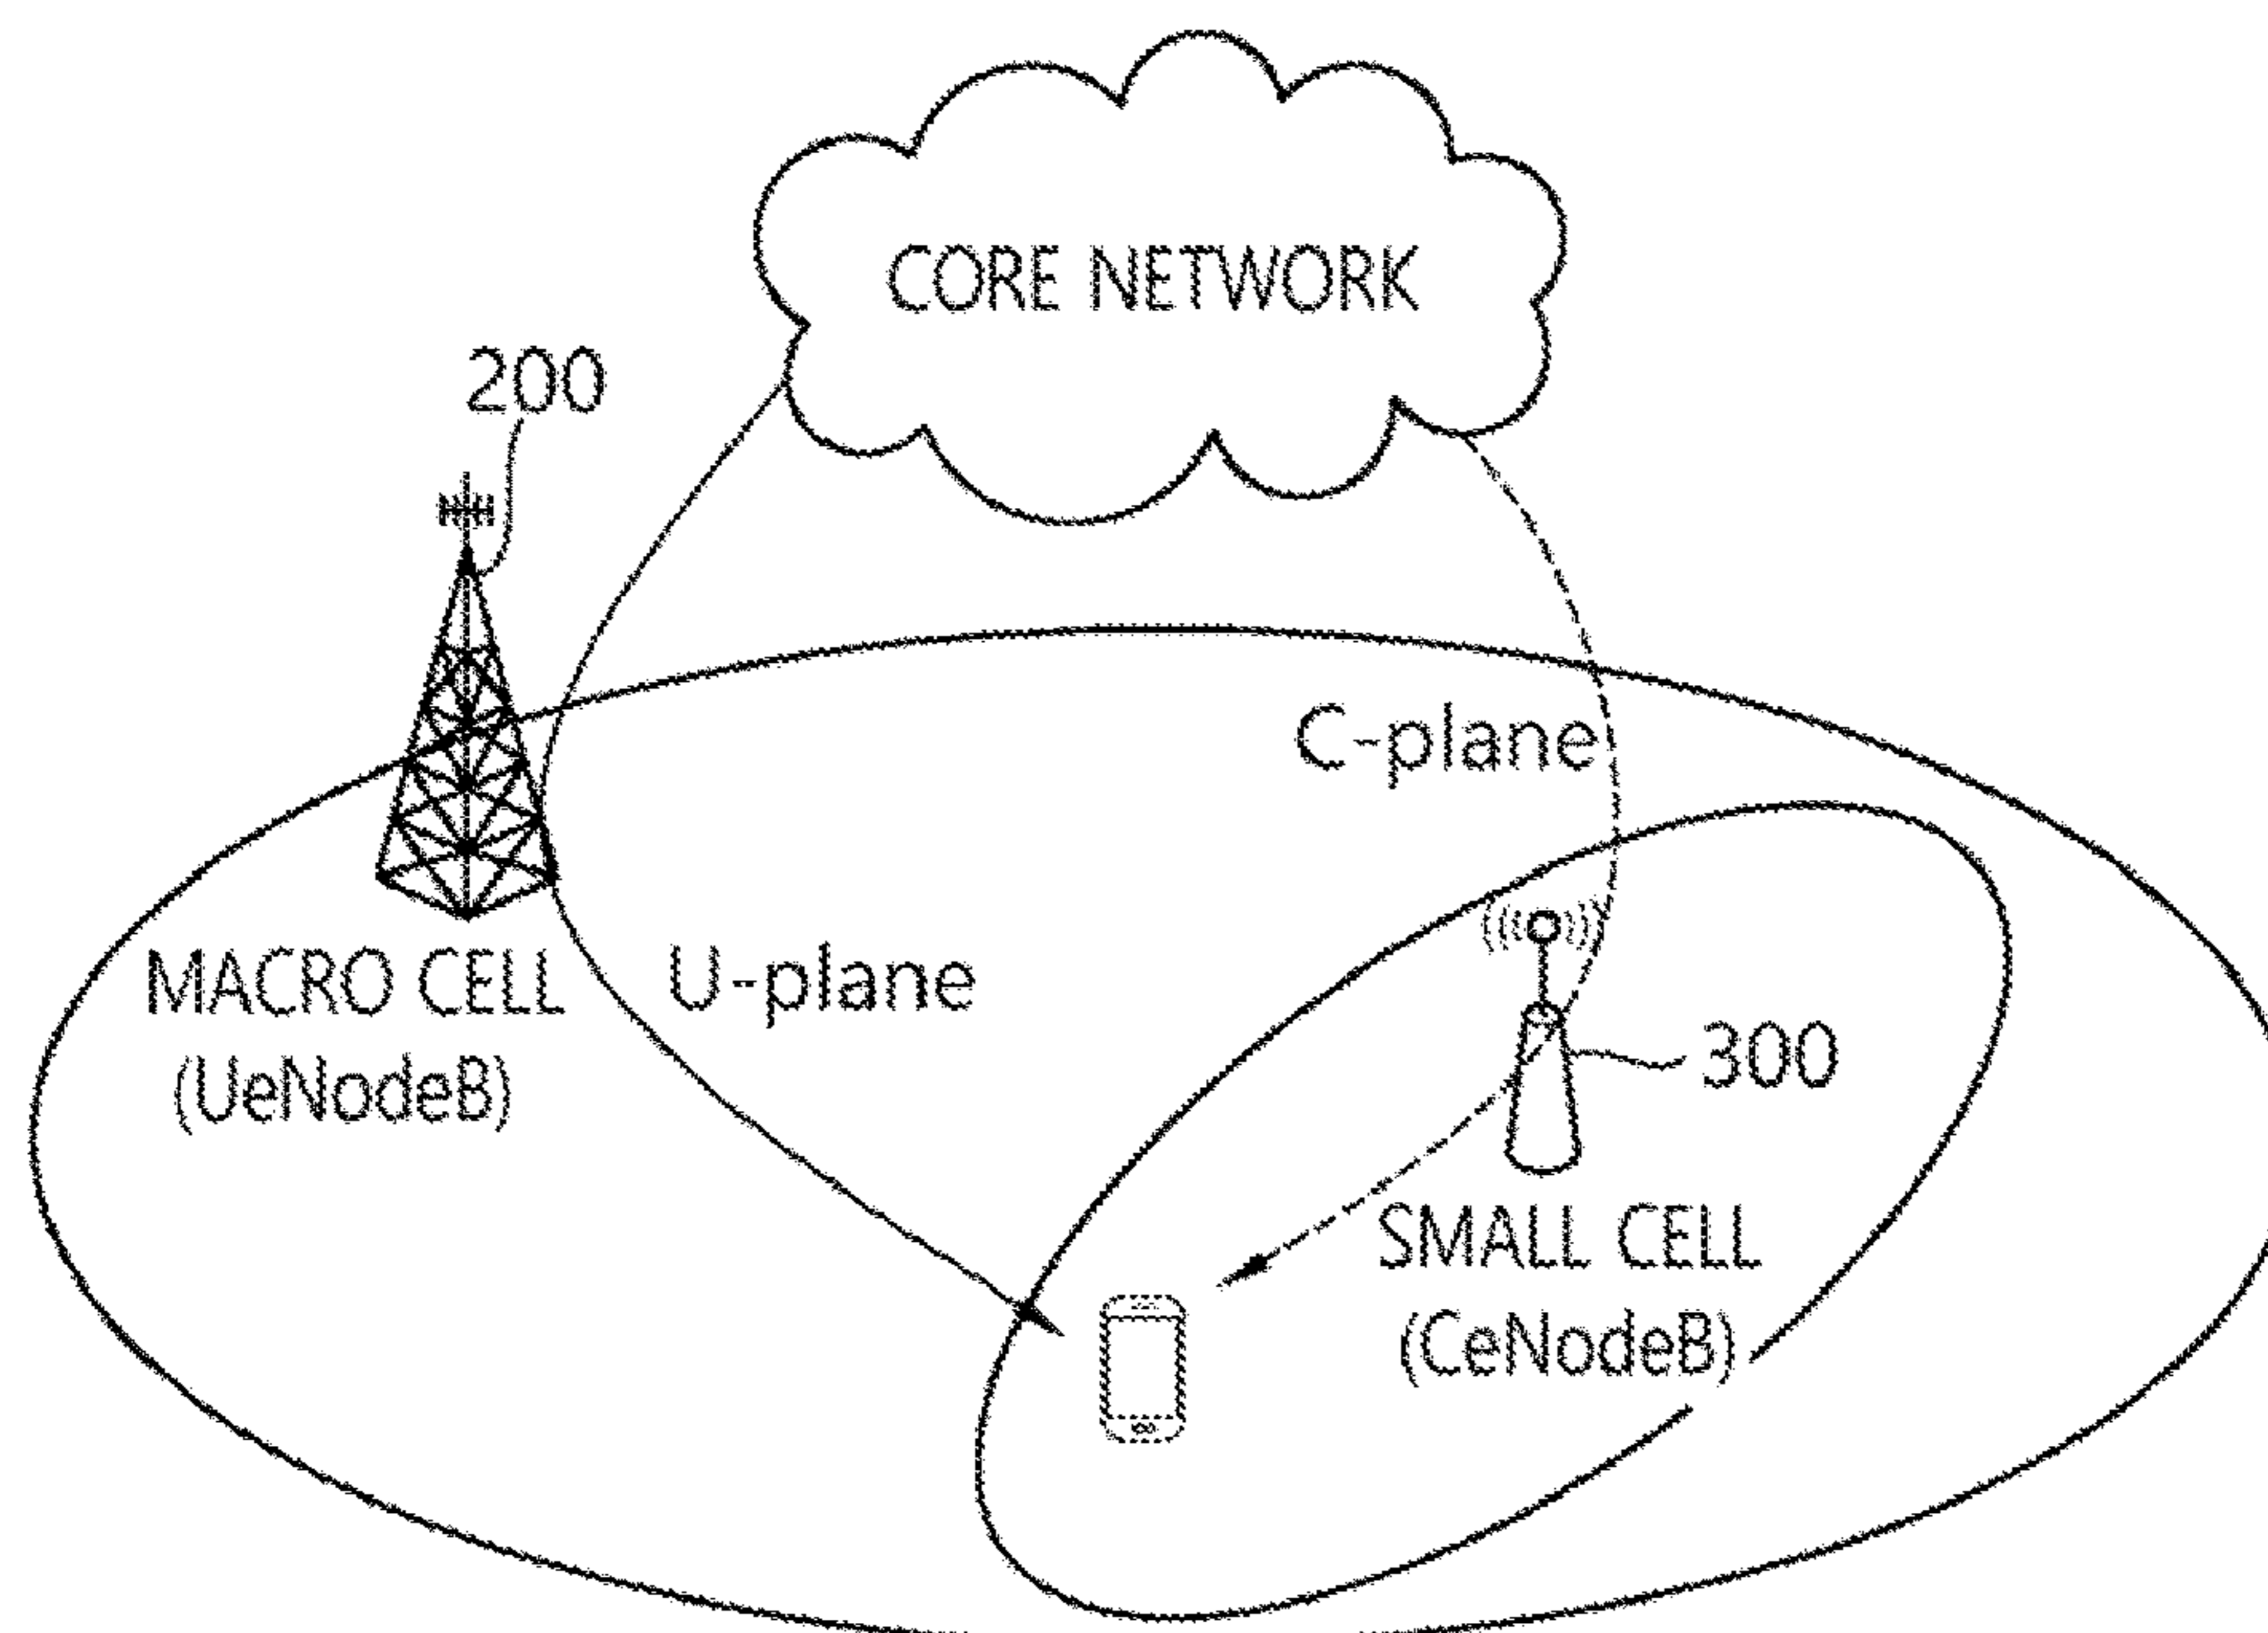 CORE NETWORK
200
C-plane
MACRO CELL
(UeNodeB)
U-plane
300
SMALL CELL
(CeNodeB)